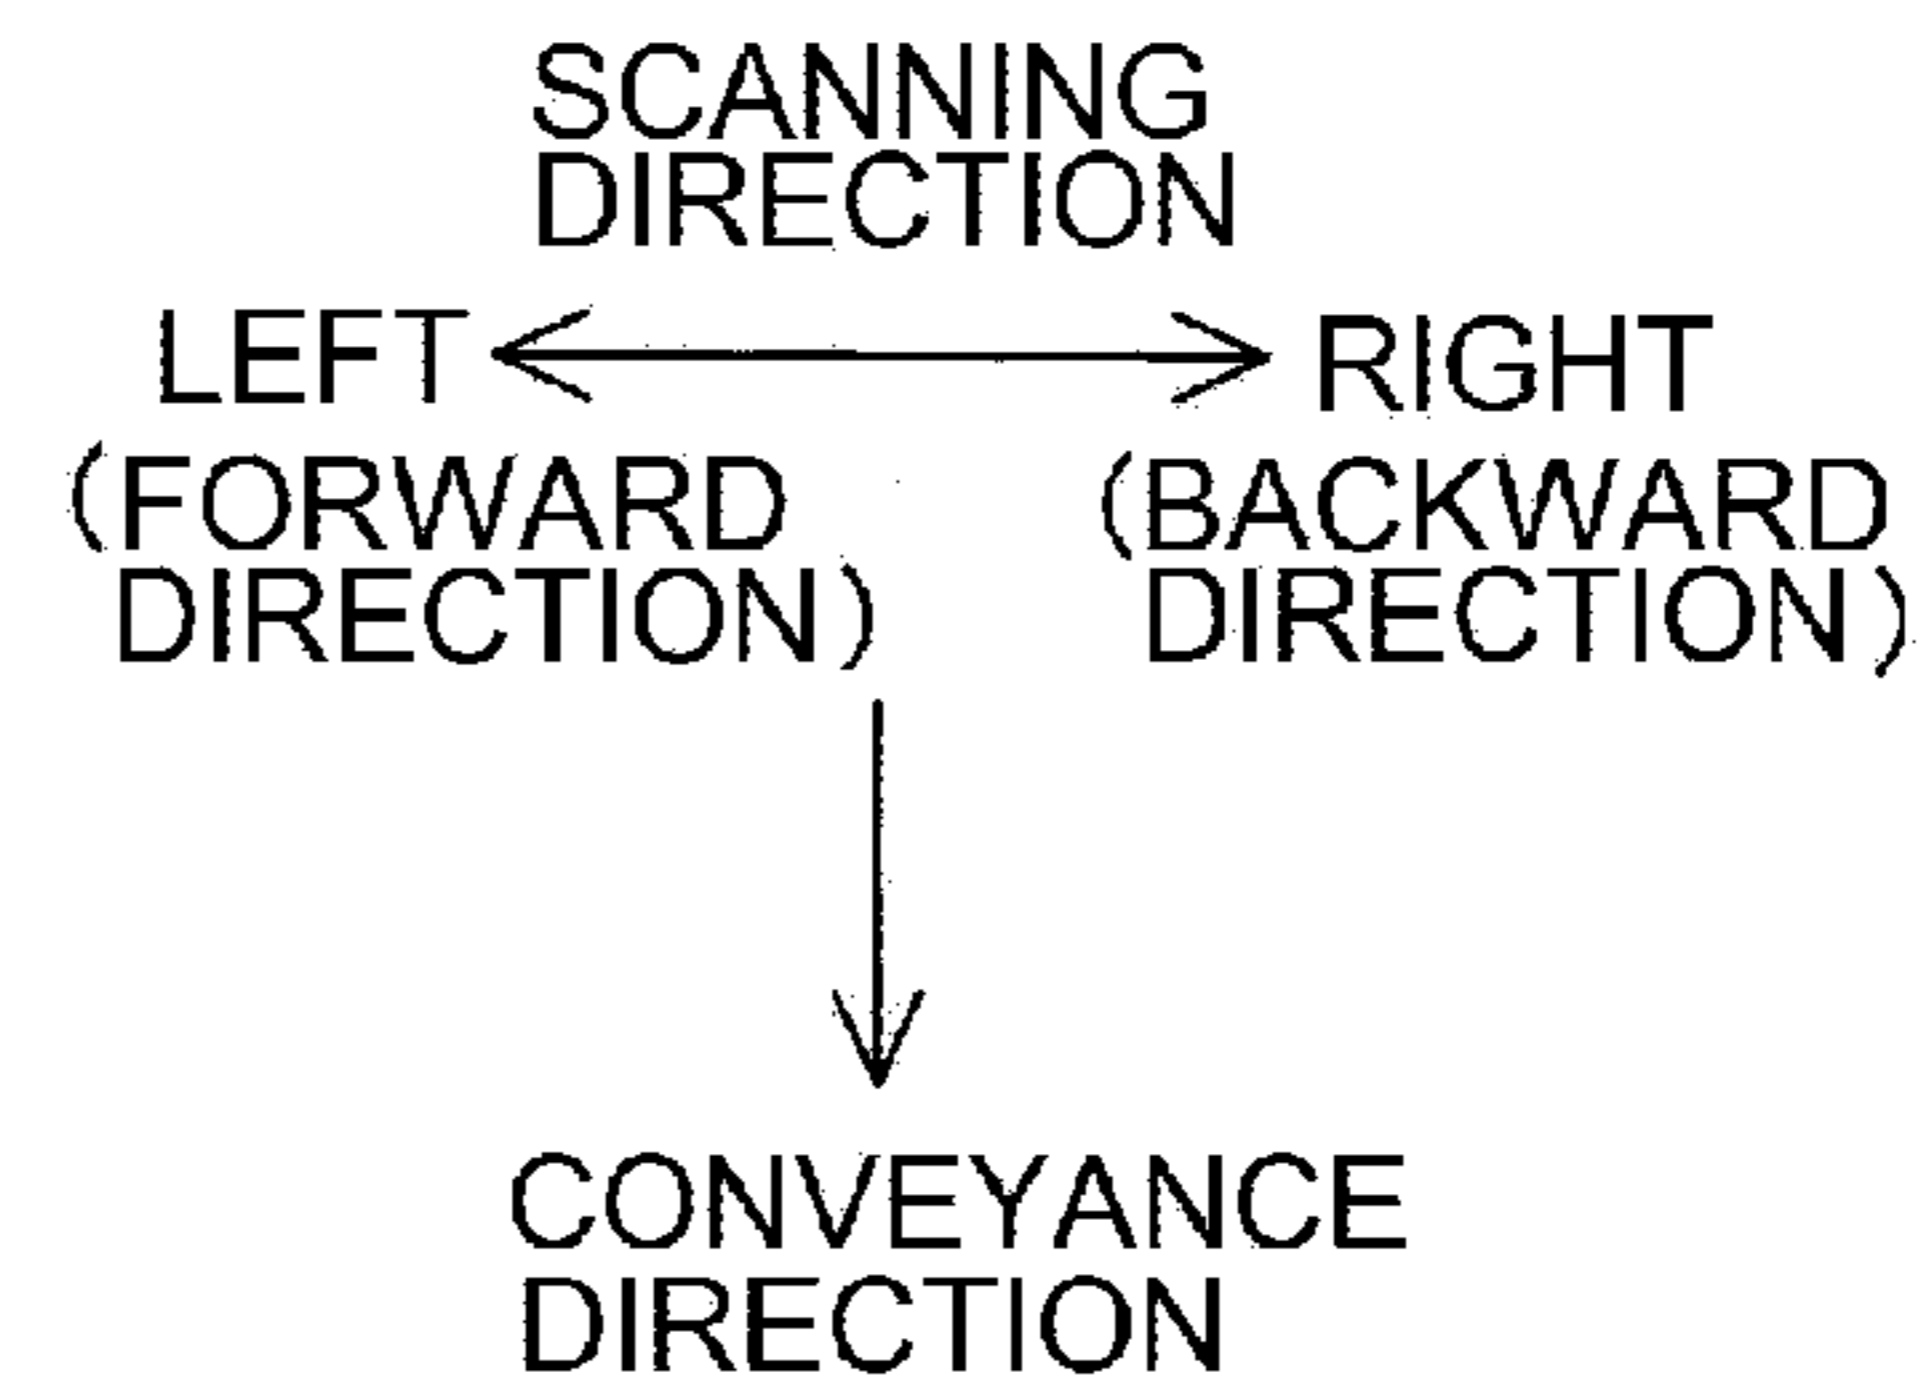 SCANNING
DIRECTION
LEFT RIGHT
(FORWARD
DIRECTION)
(BACKWARD
DIRECTION)
CONVEYANCE
DIRECTION